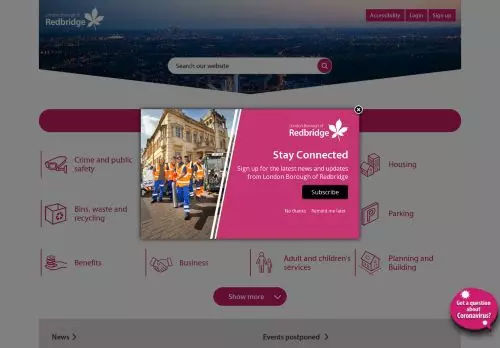 London Borough of
Redbridge
Accessibility
Login
Sign up
Search our website
London Borough of
Redbridge
Stay Connected
Sign up for the latest news and updates
from London Borough of Redbridge
Subscribe
No thanks
Remind me later
Crime and public
safety
Housing
Bins, waste and
recycling
Parking
Benefits
Business
Adult and children's
services
Planning and
Building
Show more
Got a question
about
Coronavirus?
News
Events postponed